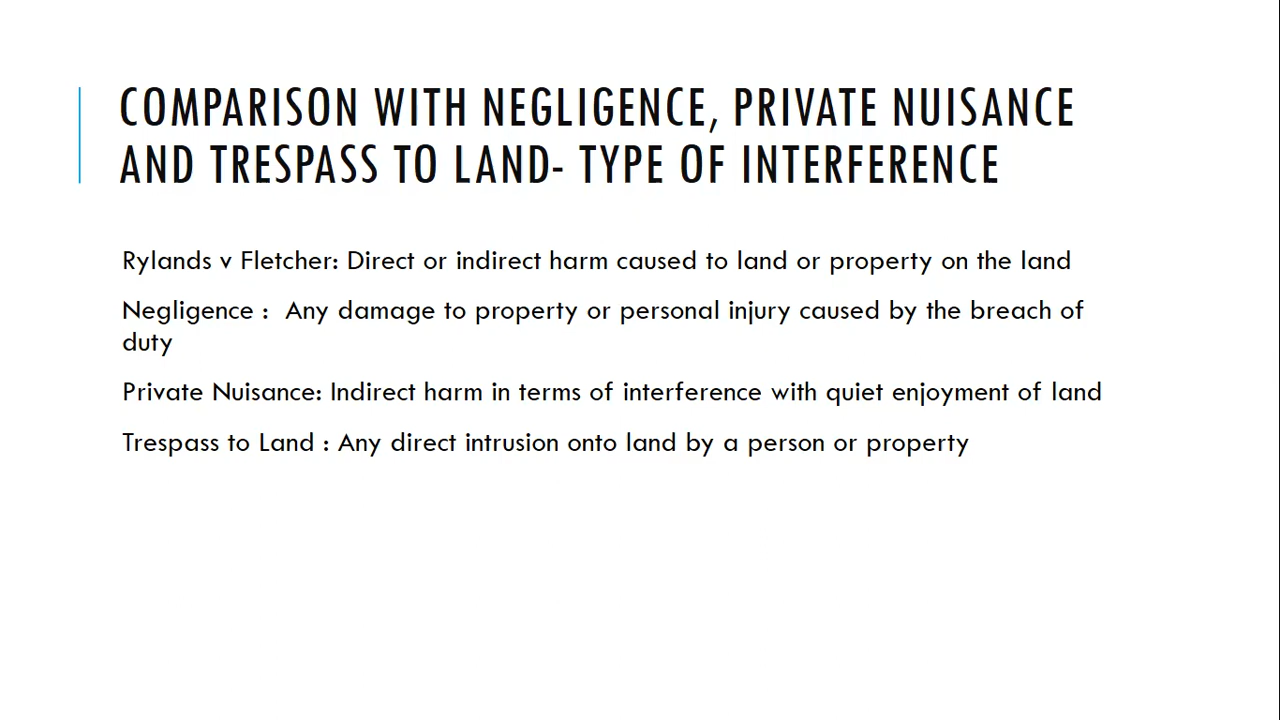 COMPARISON WITH NEGLIGENCE, PRIVATE NUISANCE
AND TRESPASS TO LAND- TYPE OF INTERFERENCE
Rylands v Fletcher: Direct or indirect harm caused to land or property on the land
Negligence :  Any damage to property or personal injury caused by the breach of
duty
Private Nuisance: Indirect harm in terms of interference with quiet enjoyment of land
Trespass to Land : Any direct intrusion onto land by a person or property